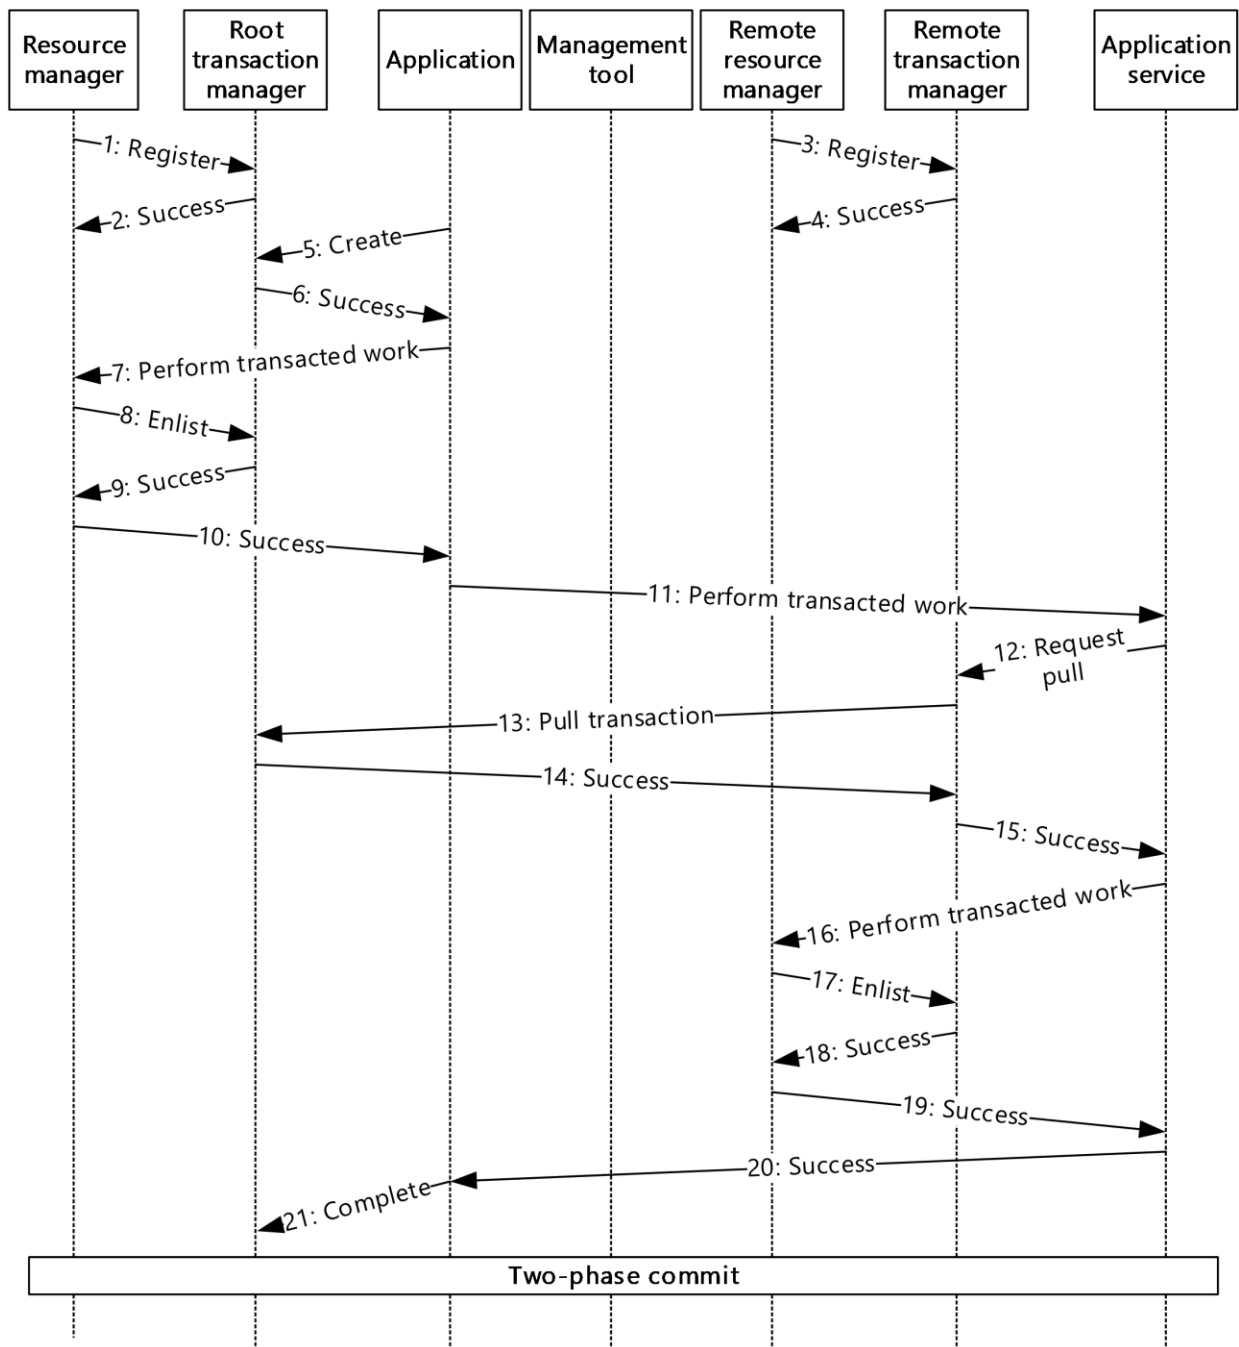 Resource
manager
Root
transaction
manager
Application
Management
tool
Remote
resource
manager
Remote
transaction
manager
Application
service
1: Register
3: Register
2: Success
4: Success
5: Create
6: Success
7: Perform transacted work
8: Enlist
9: Success
10: Success
11: Perform transacted work
12: Request
pull
13: Pull transaction
14: Success
15: Success
16: Perform transacted work
17: Enlist
18: Success
19: Success
20: Success
21: Complete
Two-phase commit